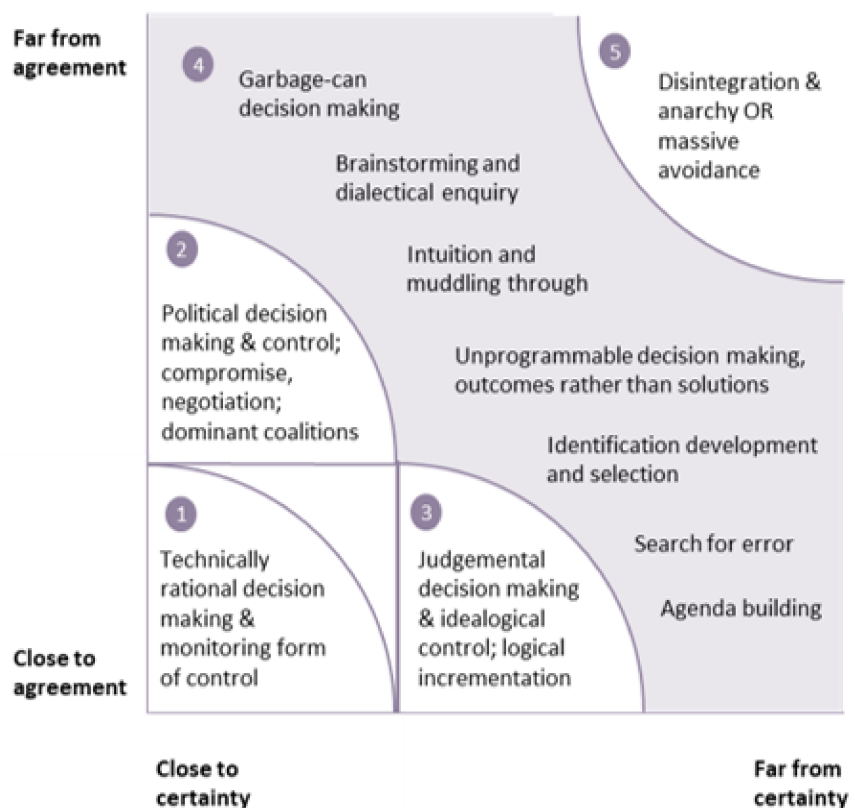 Far from
agreement
4
Garbage-can
decision making
5
Disintegration &
anarchy OR
massive
avoidance
Brainstorming and
dialectical enquiry
2
Intuition and
muddling through
Political decision
making & control;
compromise,
negotiation;
dominant coalitions
Unprogrammable decision making,
outcomes rather than solutions
Identification development
and selection
1
Technically
rational decision
making &
monitoring form
of control
3
Judgemental
decision making
& idealogical
control; logical
incrementation
Search for error
Agenda building
Close to
agreement
Close to
certainty
Far from
certainty